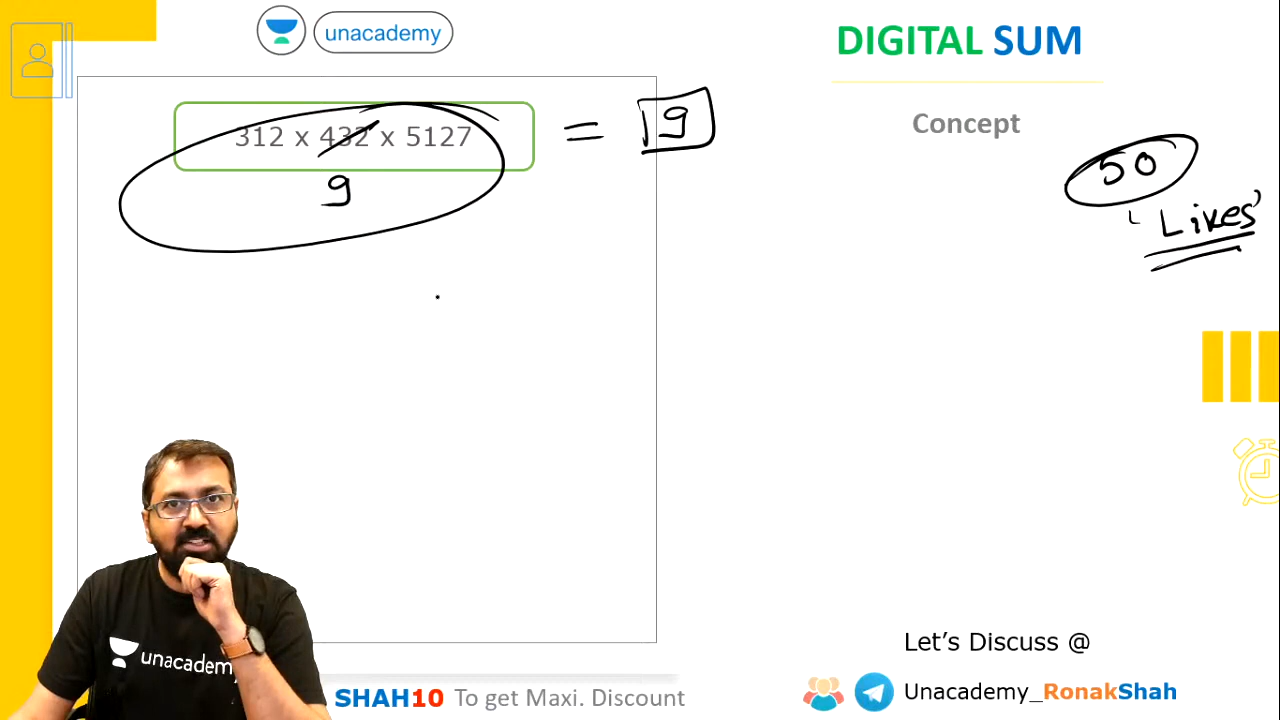 unacademy
DIGITAL SUM
312 x 432 x 5127
= 9
9
Concept
50
'Likes'
unacademy
Let's Discuss @
SHAH10 To get Maxi. Discount
Unacademy_RonakShah